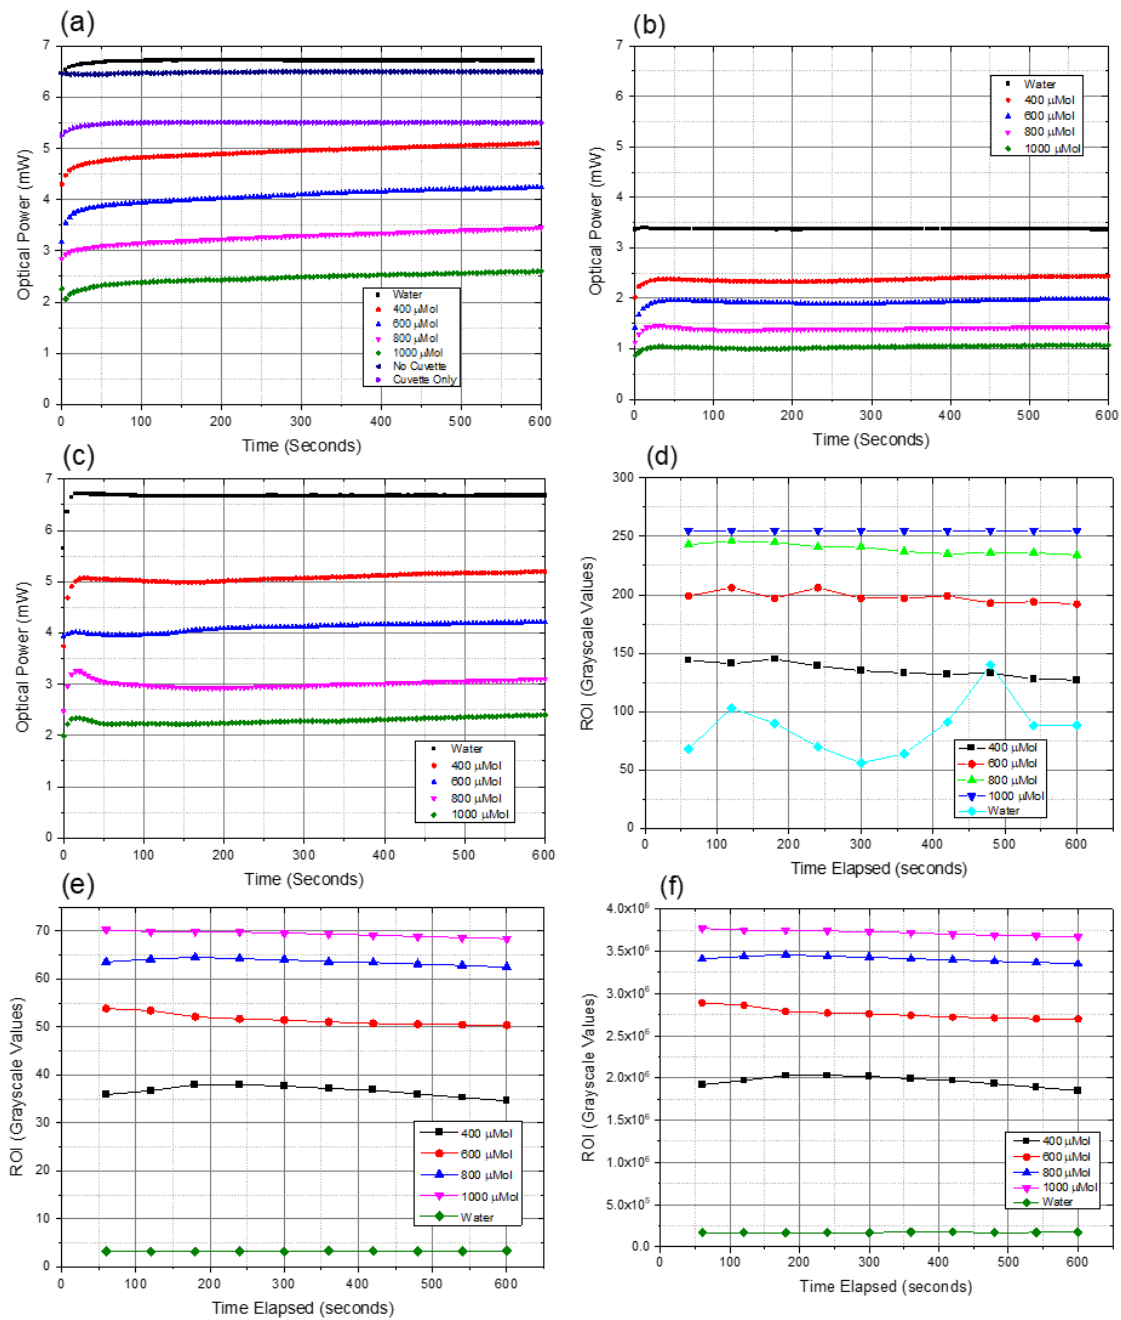 (a)
7
6
5
4
3
2
1
0
Optical Power (mW)
0 100 200 300 400 500 600
Time (Seconds)
Water
400 μMol
600 μMol
800 μMol
1000 μMol
No Cuvette
Cuvette Only
(b)
7
6
5
4
3
2
1
0
Optical Power (mW)
0 100 200 300 400 500 600
Time (Seconds)
Water
400 μMol
600 μMol
800 μMol
1000 μMol
(c)
7
6
5
4
3
2
1
0
Optical Power (mW)
0 100 200 300 400 500 600
Time (Seconds)
Water
400 μMol
600 μMol
800 μMol
1000 μMol
(d)
300
250
200
150
100
50
0
ROI (Grayscale Values)
0 100 200 300 400 500 600
Time Elapsed (seconds)
400 μMol
600 μMol
800 μMol
1000 μMol
Water
(e)
70
60
50
40
30
20
10
0
ROI (Grayscale Values)
0 100 200 300 400 500 600
Time Elapsed (seconds)
400 μMol
600 μMol
800 μMol
1000 μMol
Water
(f)
4.0x10⁶
3.5x10⁶
3.0x10⁶
2.5x10⁶
2.0x10⁶
1.5x10⁶
1.0x10⁶
5.0x10⁵
0.0
ROI (Grayscale Values)
0 100 200 300 400 500 600
Time Elapsed (seconds)
400 μMol
600 μMol
800 μMol
1000 μMol
Water